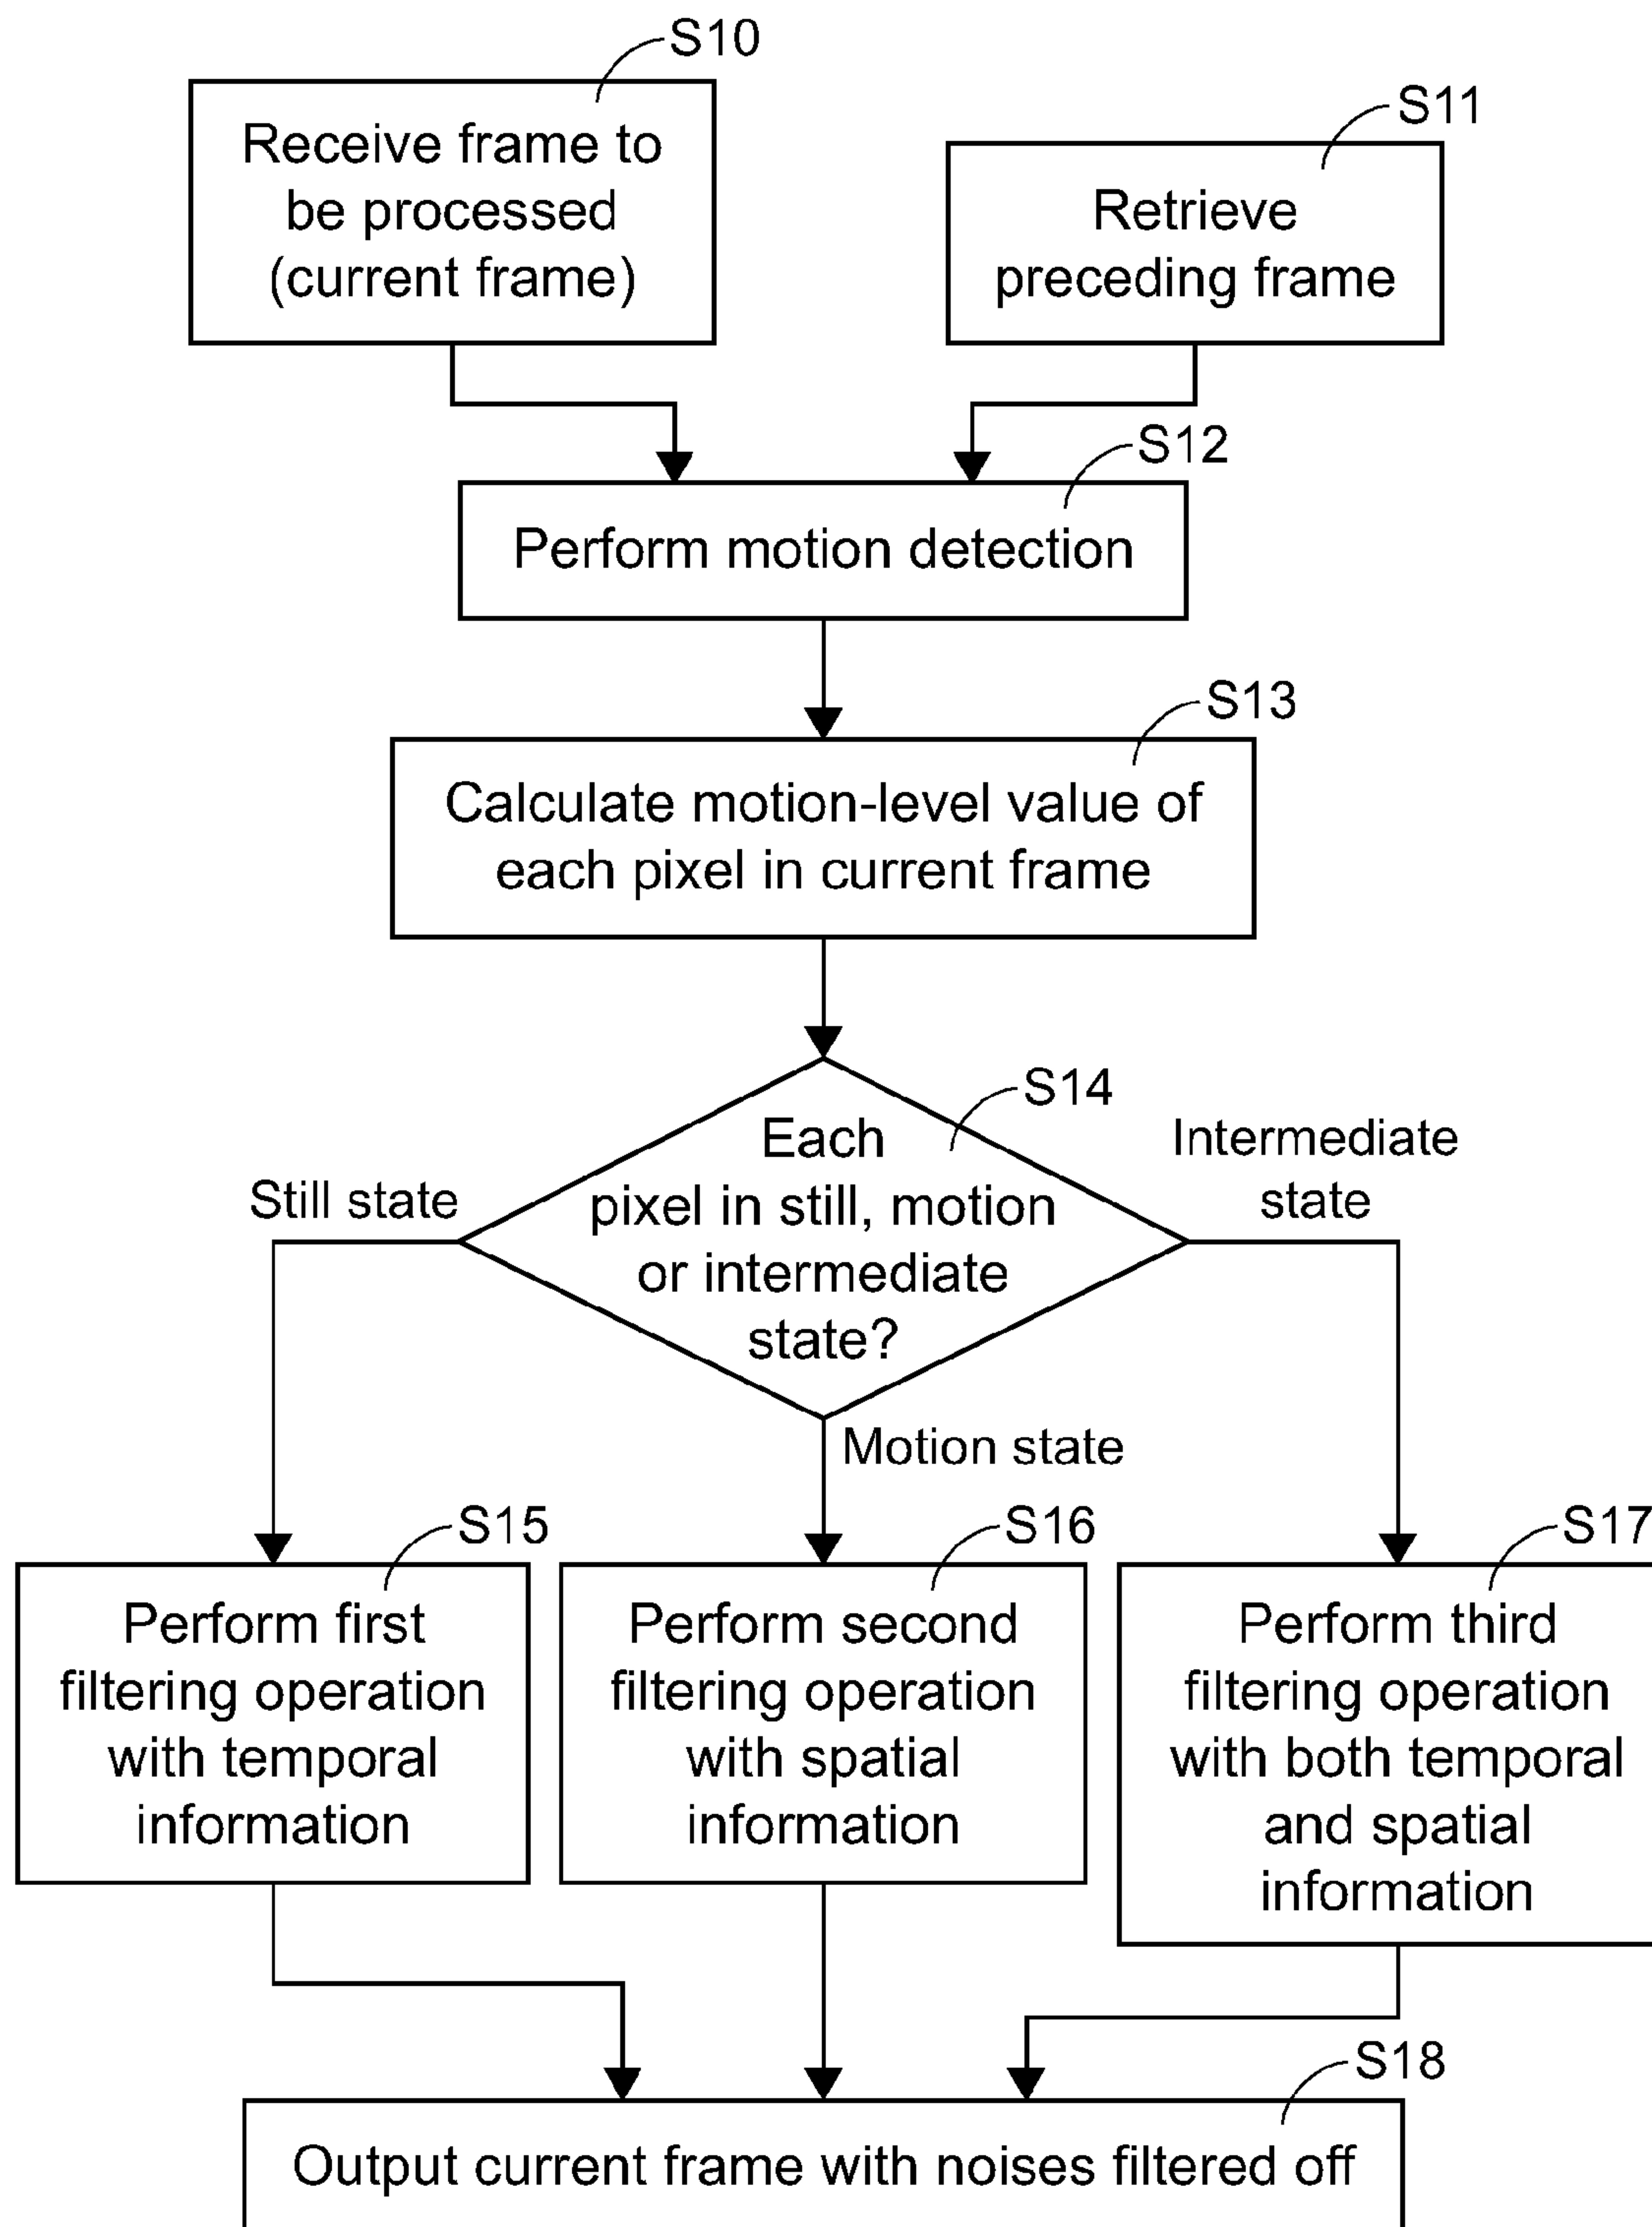 S10
Receive frame to
be processed
(current frame)
S11
Retrieve
preceding frame
S12
Perform motion detection
S13
Calculate motion-level value of
each pixel in current frame
S14
Each
pixel in still, motion
or intermediate
state?
Still state
Intermediate
state
Motion state
S15
Perform first
filtering operation
with temporal
information
S16
Perform second
filtering operation
with spatial
information
S17
Perform third
filtering operation
with both temporal
and spatial
information
S18
Output current frame with noises filtered off